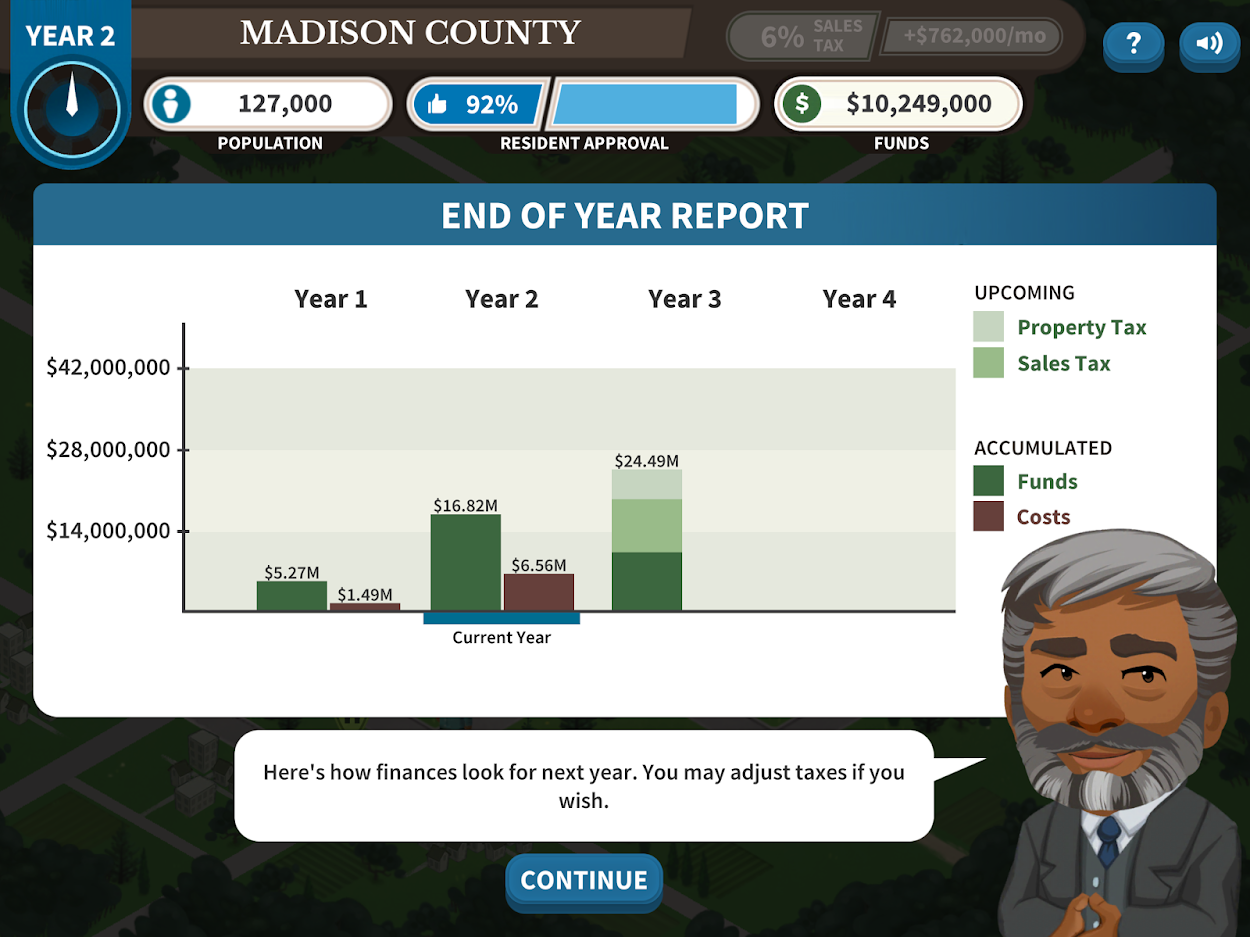 YEAR 2
MADISON COUNTY
6% SALES TAX
+$762,000/mo
?
127,000
92%
$ $10,249,000
POPULATION
RESIDENT APPROVAL
FUNDS
END OF YEAR REPORT
Year 1 Year 2 Year 3 Year 4
UPCOMING
Property Tax
Sales Tax
ACCUMULATED
Funds
Costs
$42,000,000
$28,000,000
$14,000,000
$5.27M
$1.49M
$16.82M
$6.56M
$24.49M
Current Year
Here's how finances look for next year. You may adjust taxes if you
wish.
CONTINUE